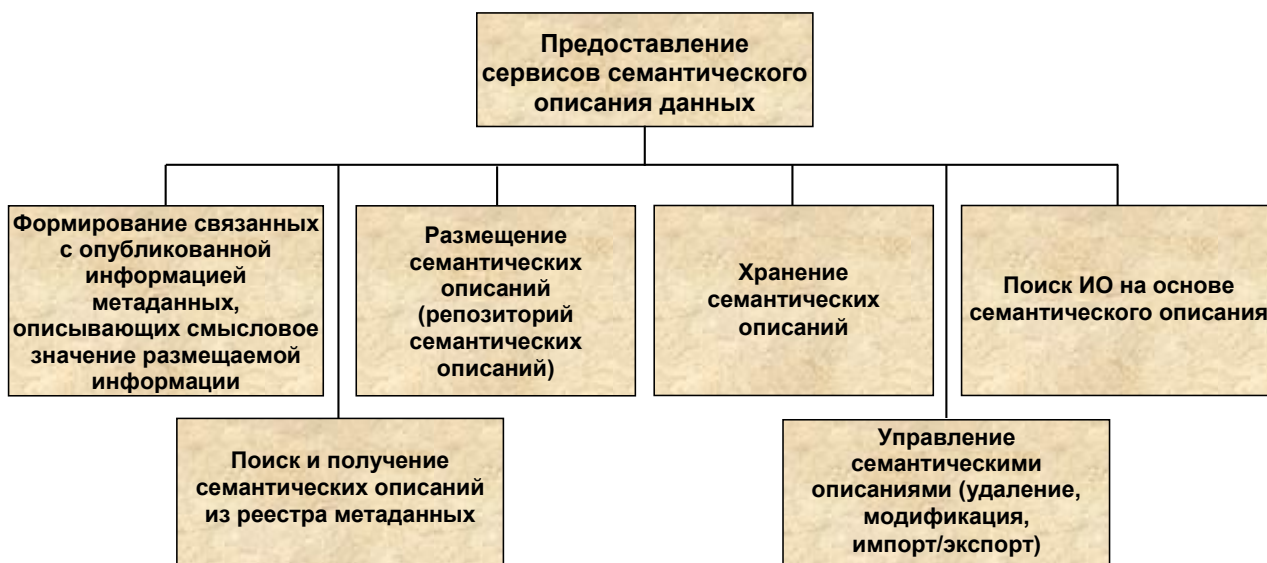 Предоставление
сервисов семантического
описания данных
Формирование связанных
с опубликованной
информацией
метаданных,
описывающих смысловое
значение размещаемой
информации
Размещение
семантических
описаний
(репозиторий
семантических
описаний)
Хранение
семантических
описаний
Поиск ИО на основе
семантического описания
Поиск и получение
семантических описаний
из реестра метаданных
Управление
семантическими
описаниями (удаление,
модификация,
импорт/экспорт)